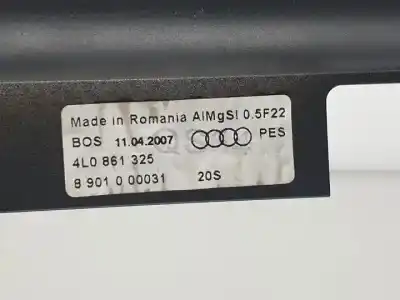 Made in Romania AlMgSI 0.5F22
BOS 11.04.2007 PES
4L0 861 325
8 901 0 00031 20S